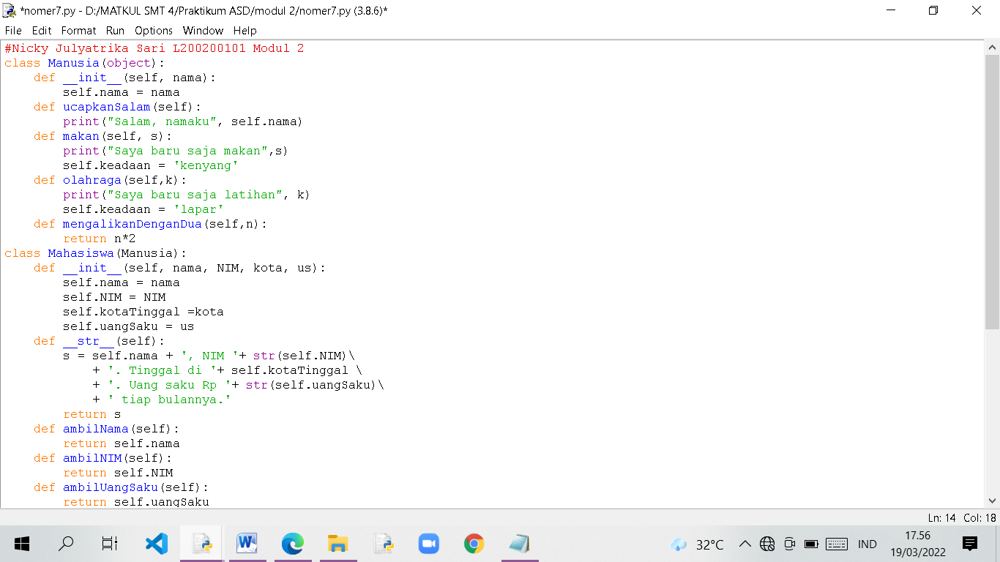 *nomer7.py - D:/MATKUL SMT 4/Praktikum ASD/modul 2/nomer7.py (3.8.6)*
File Edit Format Run Options Window Help
#Nicky Julyatrika Sari L200200101 Modul 2
class Manusia(object):
    def __init__(self, nama):
        self.nama = nama
    def ucapkanSalam(self):
        print("Salam, namaku", self.nama)
    def makan(self, s):
        print("Saya baru saja makan",s)
        self.keadaan = 'kenyang'
    def olahraga(self,k):
        print("Saya baru saja latihan", k)
        self.keadaan = 'lapar'
    def mengalikanDenganDua(self,n):
        return n*2
class Mahasiswa(Manusia):
    def __init__(self, nama, NIM, kota, us):
        self.nama = nama
        self.NIM = NIM
        self.kotaTinggal =kota
        self.uangSaku = us
    def __str__(self):
        s = self.nama + ', NIM '+ str(self.NIM)\
            + '. Tinggal di '+ self.kotaTinggal \
            + '. Uang saku Rp '+ str(self.uangSaku)\
            + ' tiap bulannya.'
        return s
    def ambilNama(self):
        return self.nama
    def ambilNIM(self):
        return self.NIM
    def ambilUangSaku(self):
        return self.uangSaku
Ln: 14 Col: 18
32°C
IND
17.56
19/03/2022